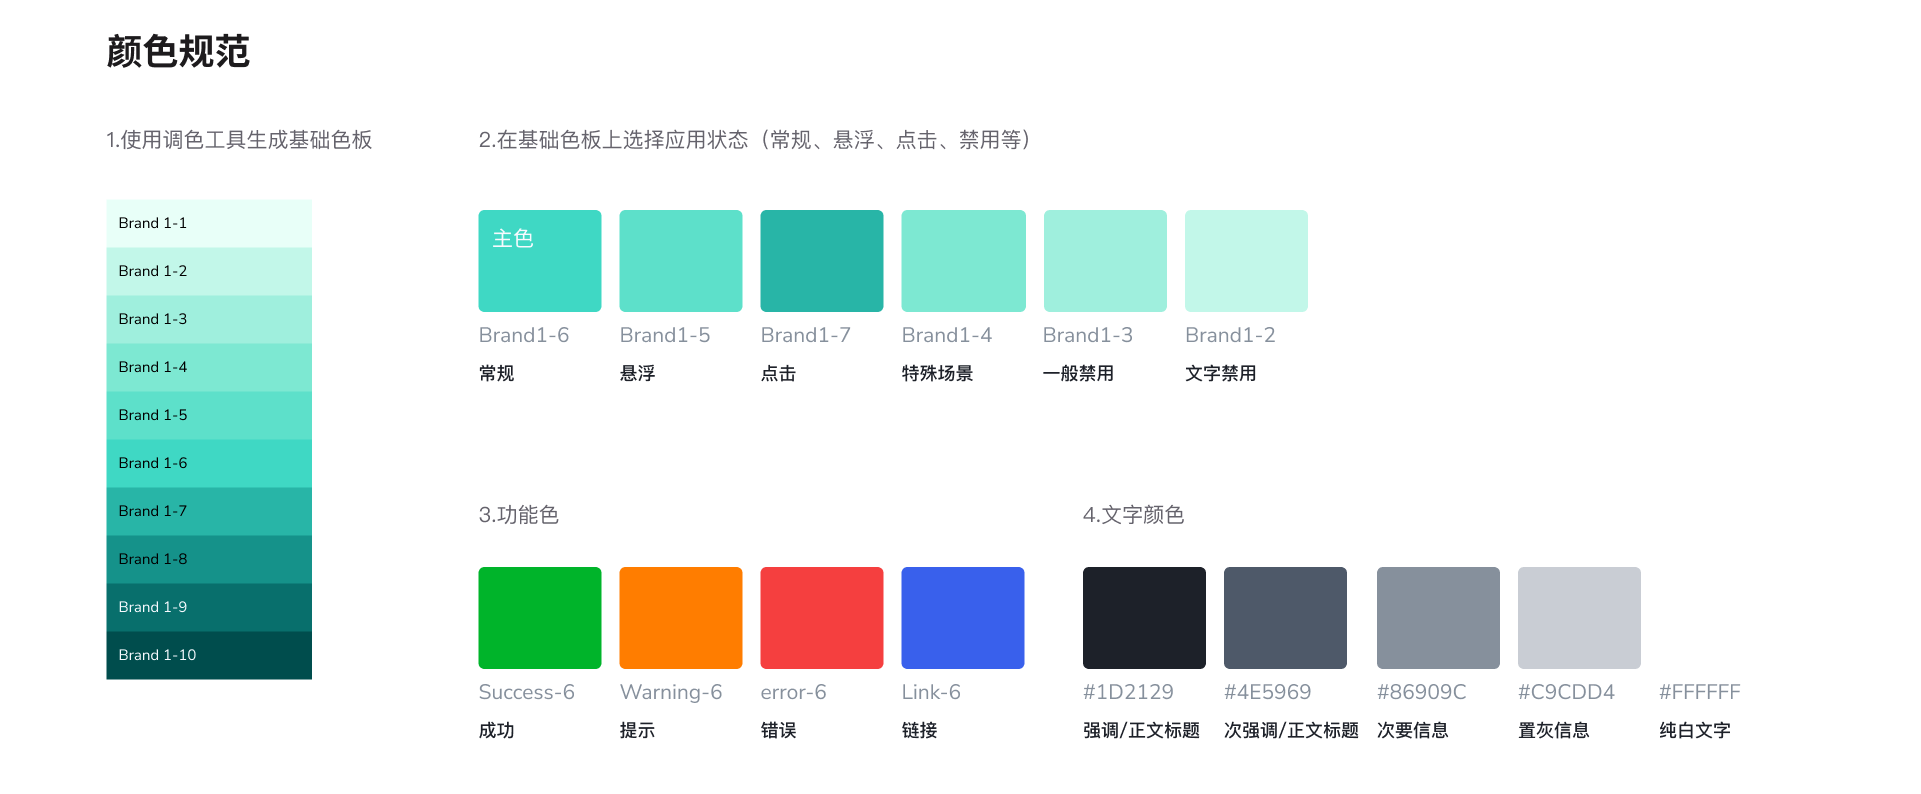 颜色规范
1.使用调色工具生成基础色板
Brand 1-1
Brand 1-2
Brand 1-3
Brand 1-4
Brand 1-5
Brand 1-6
Brand 1-7
Brand 1-8
Brand 1-9
Brand 1-10
2.在基础色板上选择应用状态（常规、悬浮、点击、禁用等）
主色
Brand1-6 Brand1-5 Brand1-7 Brand1-4 Brand1-3 Brand1-2
常规 悬浮 点击 特殊场景 一般禁用 文字禁用
3.功能色
Success-6 Warning-6 error-6 Link-6
成功 提示 错误 链接
4.文字颜色
#1D2129 #4E5969 #86909C #C9CDD4 #FFFFFF
强调/正文标题 次强调/正文标题 次要信息 置灰信息 纯白文字